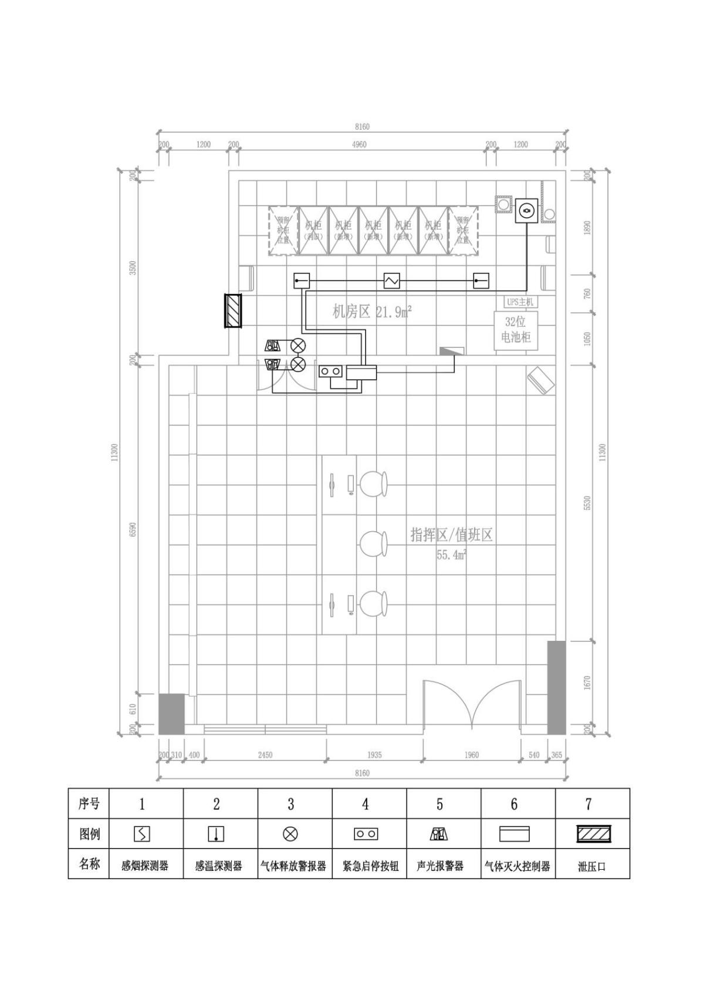 8160
200 1200 200 4960 200 1200 200
200
3500
200
11300
6590
610
200
200
1890
760
1050
5530
11300
1670
200
预留
机柜
位置
机柜
(利旧)
机柜
(新增)
机柜
(新增)
机柜
(新增)
机柜
(新增)
预留
机柜
位置
机房区 21.9m²
UPS主机
32位
电池柜
指挥区/值班区
55.4m²
200 310 400 2450 1935 1960 540 365
8160
序号 1 2 3 4 5 6 7
图例
名称 感烟探测器 感温探测器 气体释放警报器 紧急启停按钮 声光报警器 气体灭火控制器 泄压口